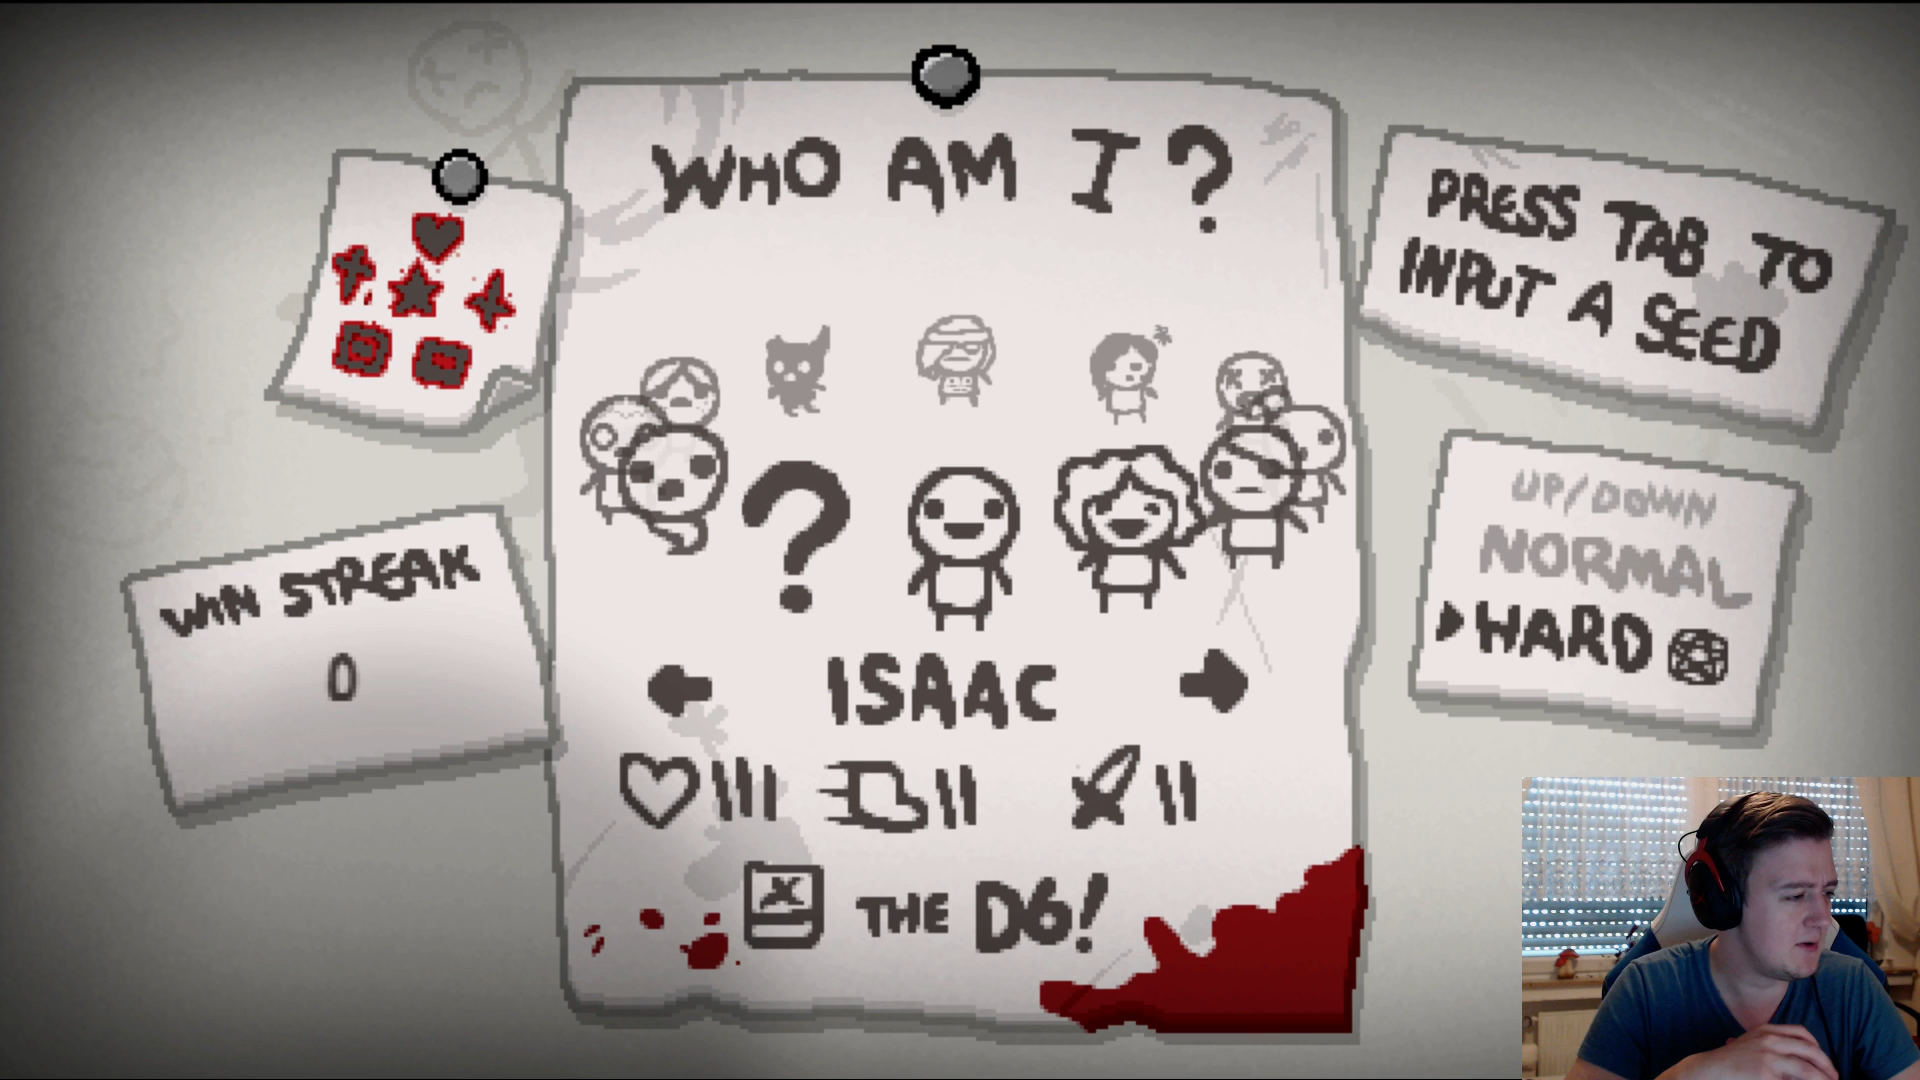 WHO AM I?
PRESS TAB TO
INPUT A SEED
WIN STREAK
0
UP/DOWN
NORMAL
HARD
ISAAC
THE D6!